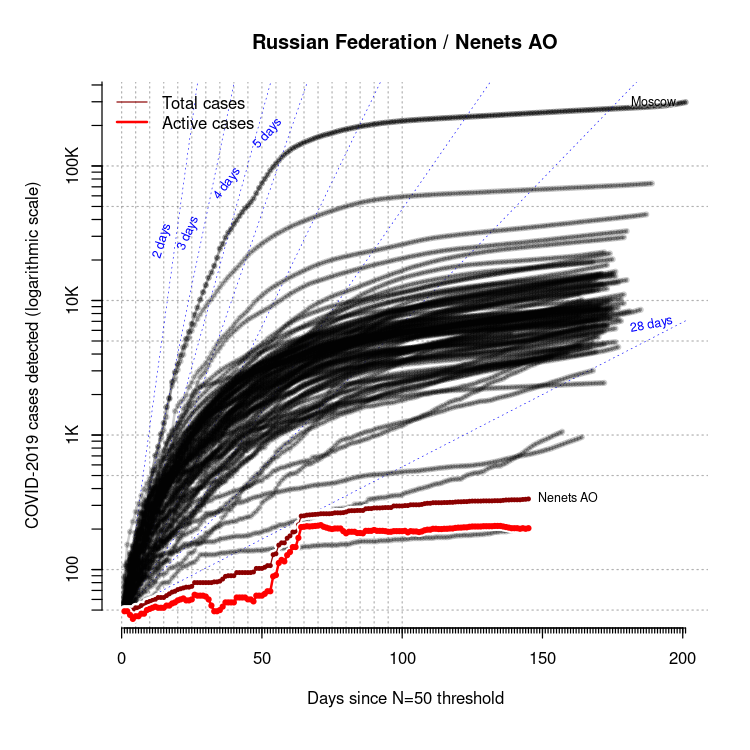 Russian Federation / Nenets AO
Total cases
Active cases
Moscow
2 days
3 days
4 days
5 days
28 days
Nenets AO
COVID-2019 cases detected (logarithmic scale)
100K
10K
1K
100
0 50 100 150 200
Days since N=50 threshold